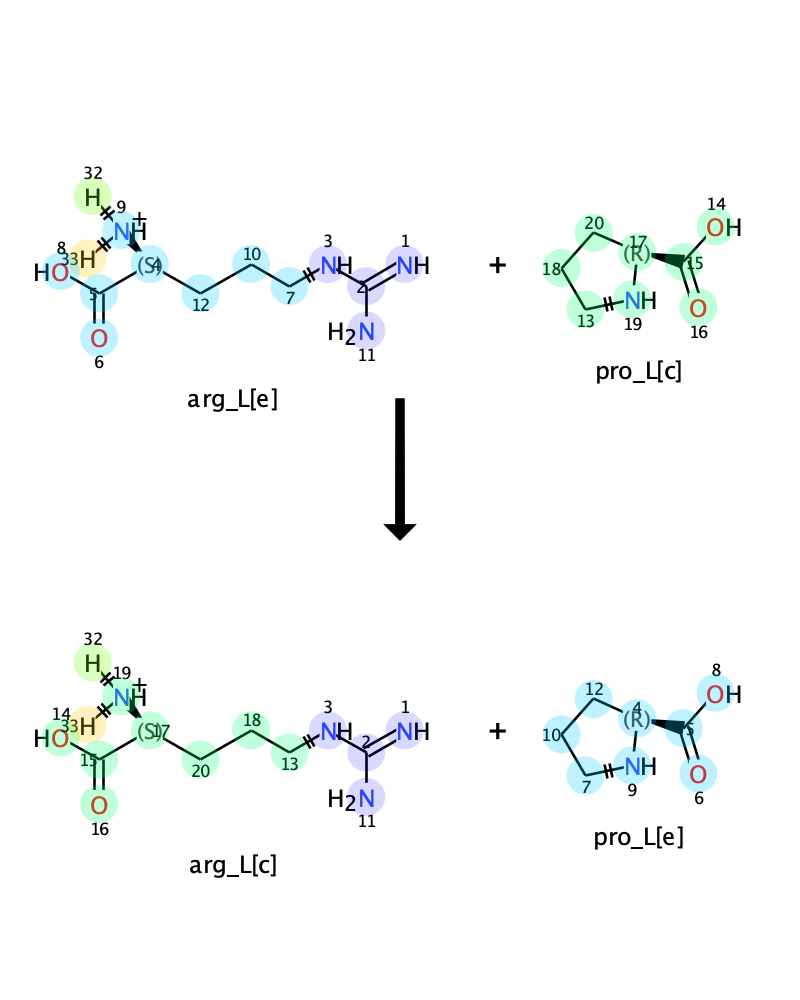 32
9
+
H
NH
8
33
H
HO
(S)
4
5
12
10
7
3
NH
2
1
NH
O
6
H2N
11
arg_L[e]
+
20
17
(R)
14
OH
15
18
13
NH
19
O
16
pro_L[c]
32
19
+
H
NH
14
33
H
HO
(S)
17
15
20
18
13
3
NH
2
1
NH
O
16
H2N
11
arg_L[c]
+
12
4
(R)
8
OH
5
10
7
NH
9
O
6
pro_L[e]